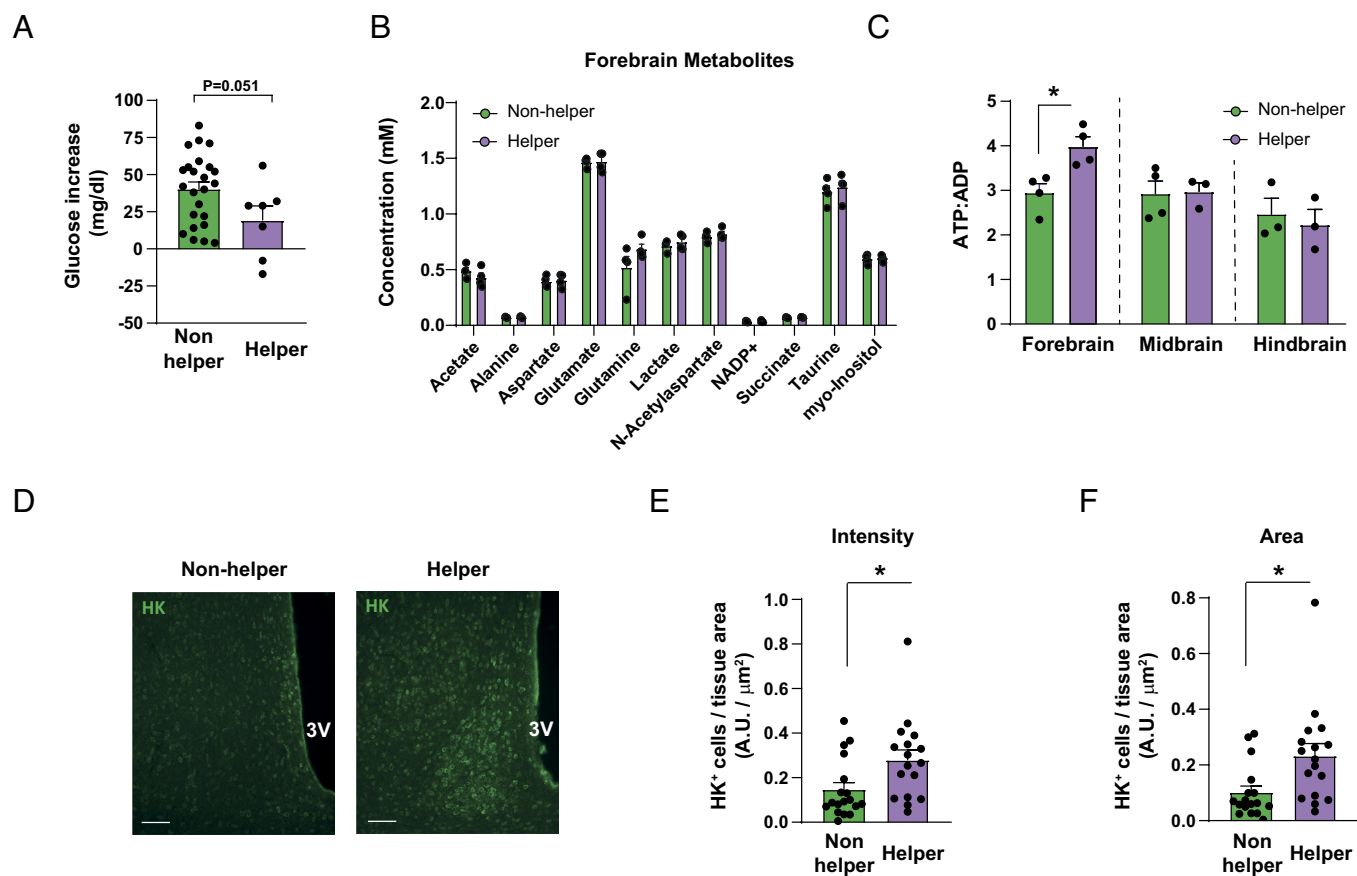 A
P=0.051
Glucose increase
(mg/dl)
100
75
50
25
0
-25
-50
Non
helper
Helper
B
Forebrain Metabolites
Non-helper
Helper
Concentration (mM)
2.0
1.5
1.0
0.5
0.0
Acetate
Alanine
Aspartate
Glutamate
Glutamine
Lactate
N-Acetylaspartate
NADP+
Succinate
Taurine
myo-Inositol
C
Non-helper
Helper
*
ATP:ADP
5
4
3
2
1
0
Forebrain
Midbrain
Hindbrain
D
Non-helper
Helper
HK
3V
HK
3V
E
Intensity
*
HK⁺ cells / tissue area
(A.U. / μm²)
1.0
0.8
0.6
0.4
0.2
0.0
Non
helper
Helper
F
Area
*
HK⁺ cells / tissue area
(A.U. / μm²)
0.8
0.6
0.4
0.2
0.0
Non
helper
Helper